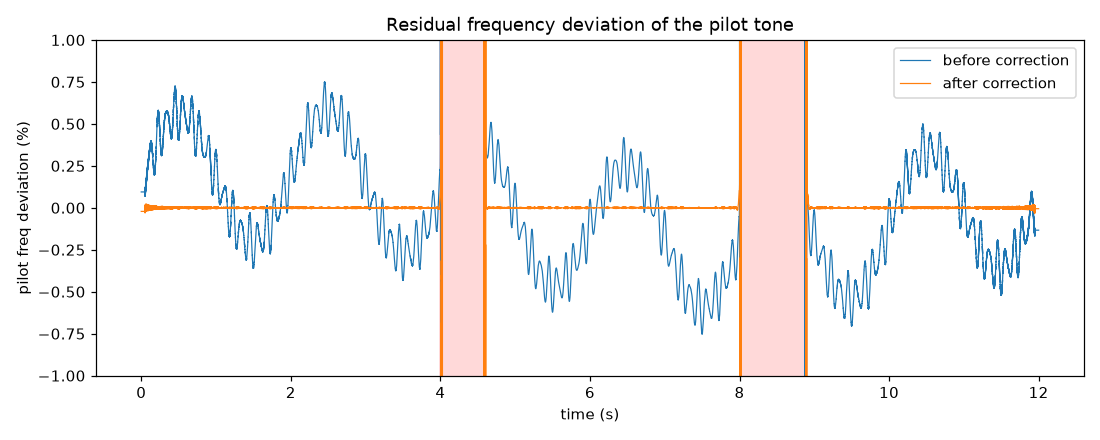 Residual frequency deviation of the pilot tone
before correction
after correction
pilot freq deviation (%)
1.00
0.75
0.50
0.25
0.00
−0.25
−0.50
−0.75
−1.00
0 2 4 6 8 10 12
time (s)